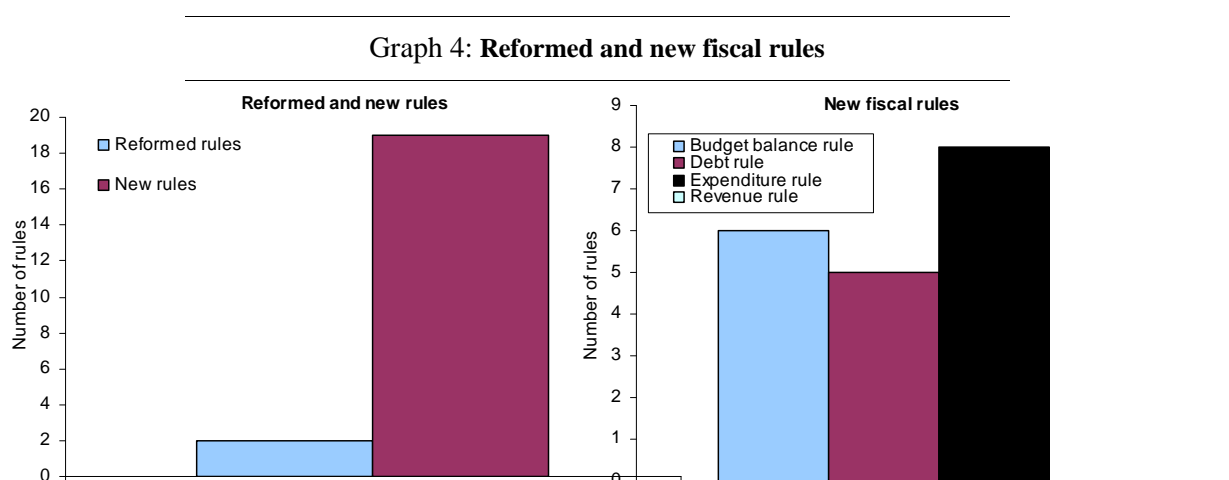 Graph 4: Reformed and new fiscal rules
Reformed and new rules
20
18
16
14
12
10
8
6
4
2
0
Number of rules
Reformed rules
New rules
New fiscal rules
9
8
7
6
5
4
3
2
1
0
Number of rules
Budget balance rule
Debt rule
Expenditure rule
Revenue rule